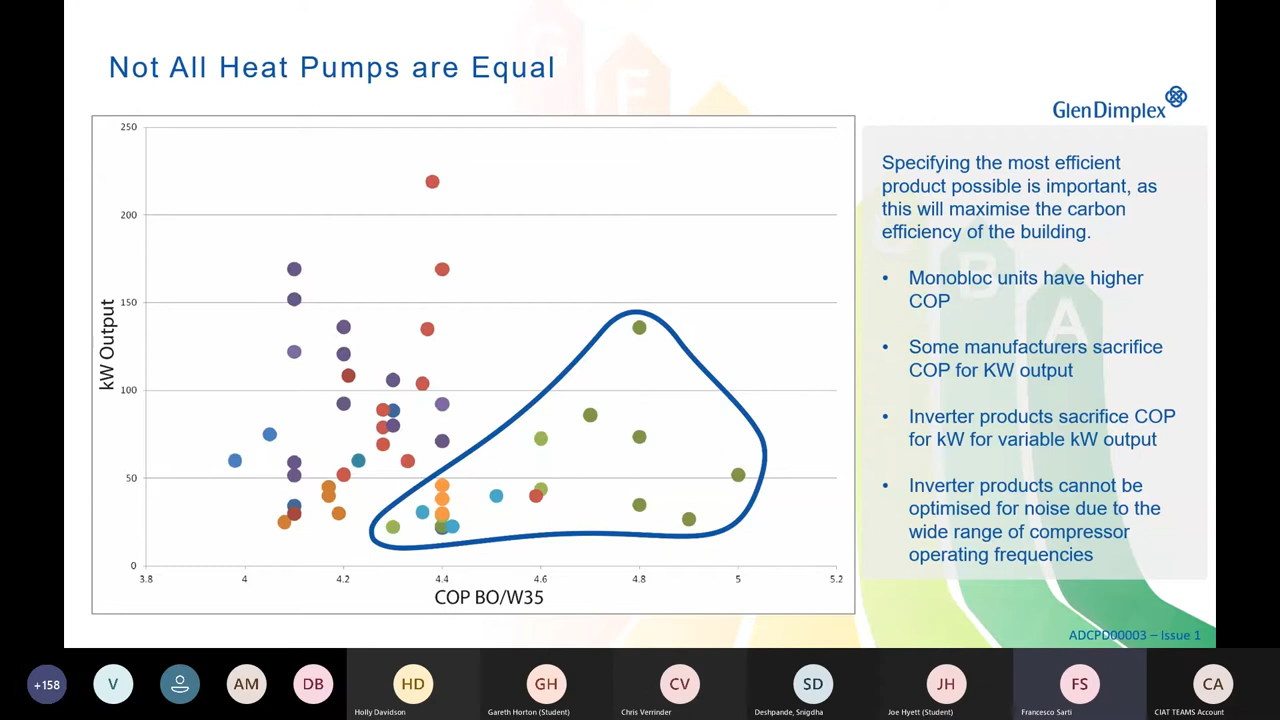 Not All Heat Pumps are Equal
GlenDimplex
250
200
150
100
50
0
kW Output
3.8
4
4.2
4.4
4.6
4.8
5
5.2
COP BO/W35
Specifying the most efficient
product possible is important, as
this will maximise the carbon
efficiency of the building.
• Monobloc units have higher
COP
• Some manufacturers sacrifice
COP for KW output
• Inverter products sacrifice COP
for kW for variable kW output
• Inverter products cannot be
optimised for noise due to the
wide range of compressor
operating frequencies
G
F
B
A
ADCPD00003 – Issue 1
+158
V
AM
DB
HD
Holly Davidson
GH
Gareth Horton (Student)
CV
Chris Verrinder
SD
Deshpande, Snigdha
JH
Joe Hyett (Student)
FS
Francesco Sarti
CA
CIAT TEAMS Account